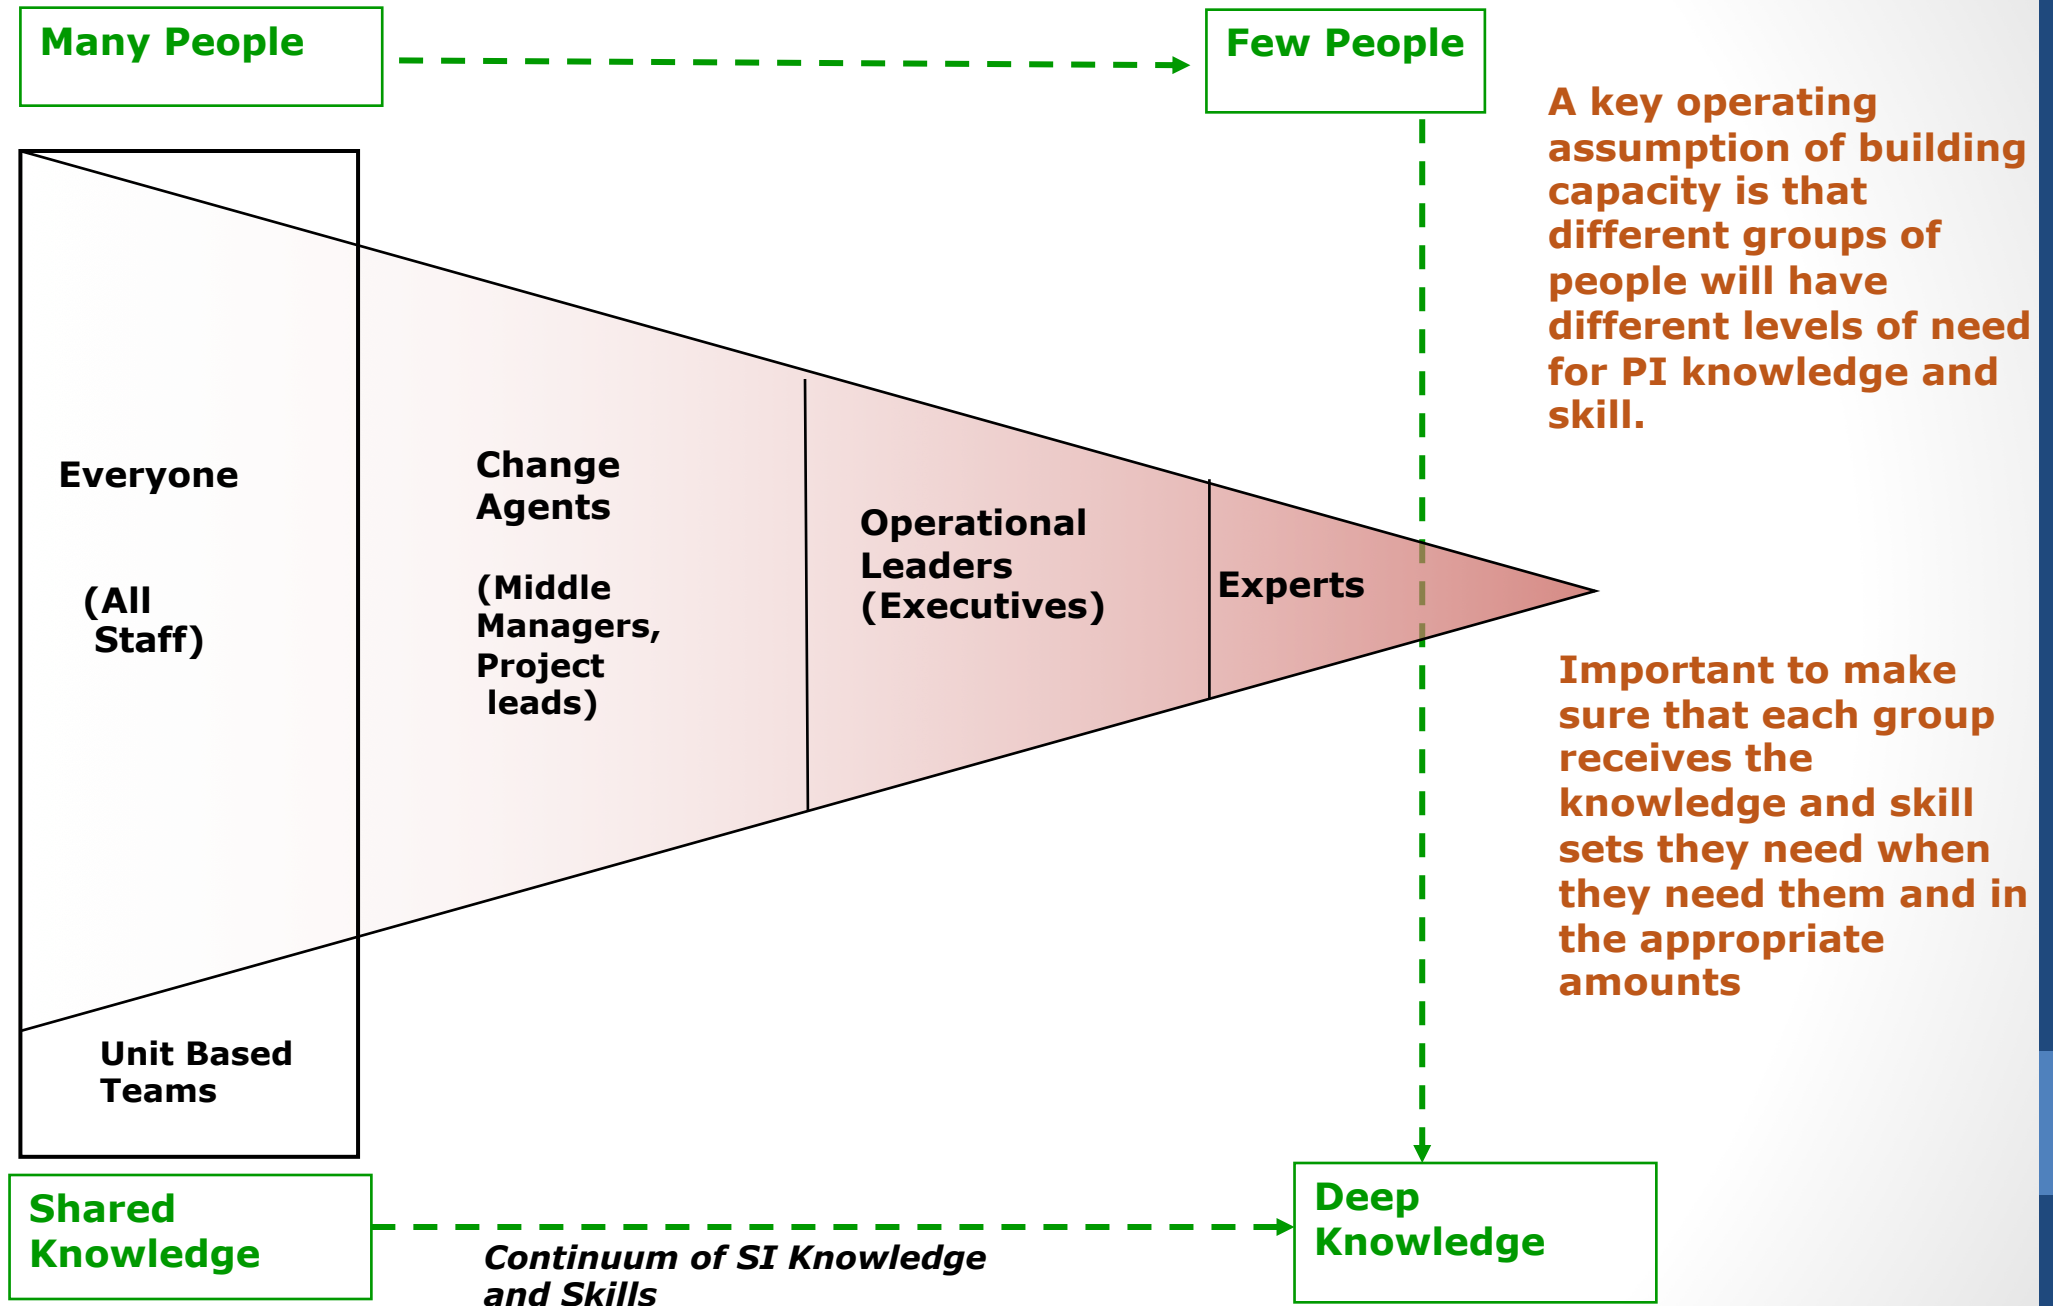 Many People
Few People
A key operating
assumption of building
capacity is that
different groups of
people will have
different levels of need
for PI knowledge and
skill.
Everyone
(All
Staff)
Change
Agents
(Middle
Managers,
Project
leads)
Operational
Leaders
(Executives)
Experts
Important to make
sure that each group
receives the
knowledge and skill
sets they need when
they need them and in
the appropriate
amounts
Unit Based
Teams
Shared
Knowledge
Continuum of SI Knowledge
and Skills
Deep
Knowledge